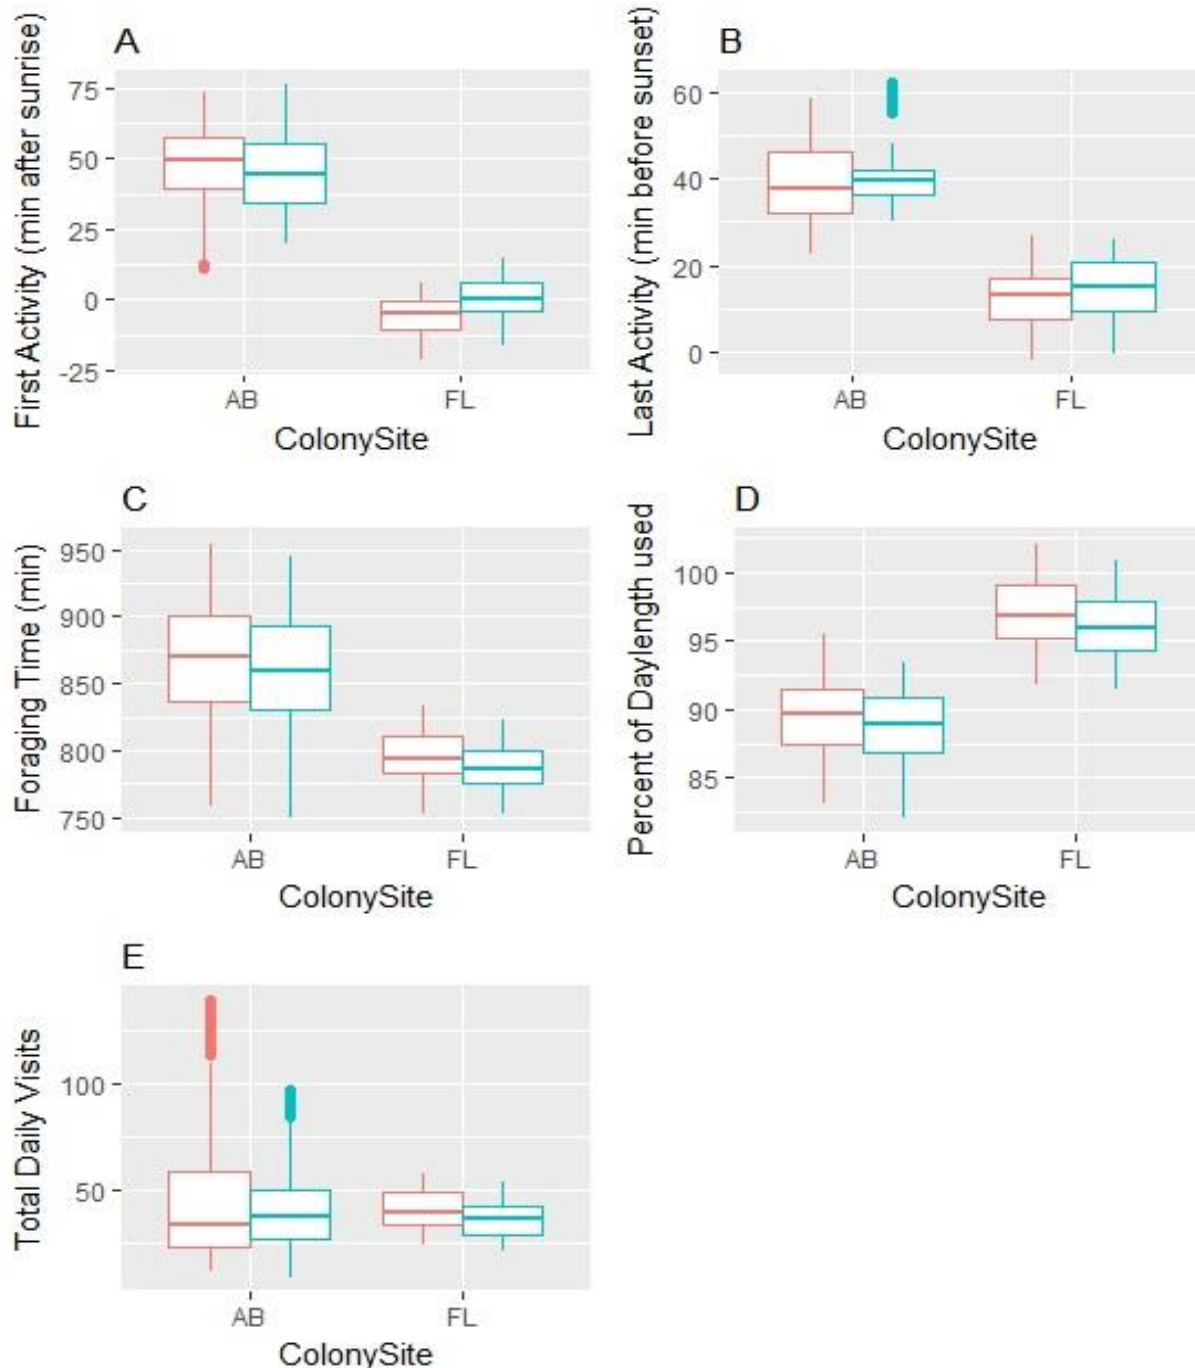 A
First Activity (min after sunrise)
75
50
25
0
-25
AB
FL
ColonySite
B
Last Activity (min before sunset)
60
40
20
0
AB
FL
ColonySite
C
Foraging Time (min)
950
900
850
800
750
AB
FL
ColonySite
D
Percent of Daylength used
100
95
90
85
AB
FL
ColonySite
E
Total Daily Visits
100
50
AB
FL
ColonySite